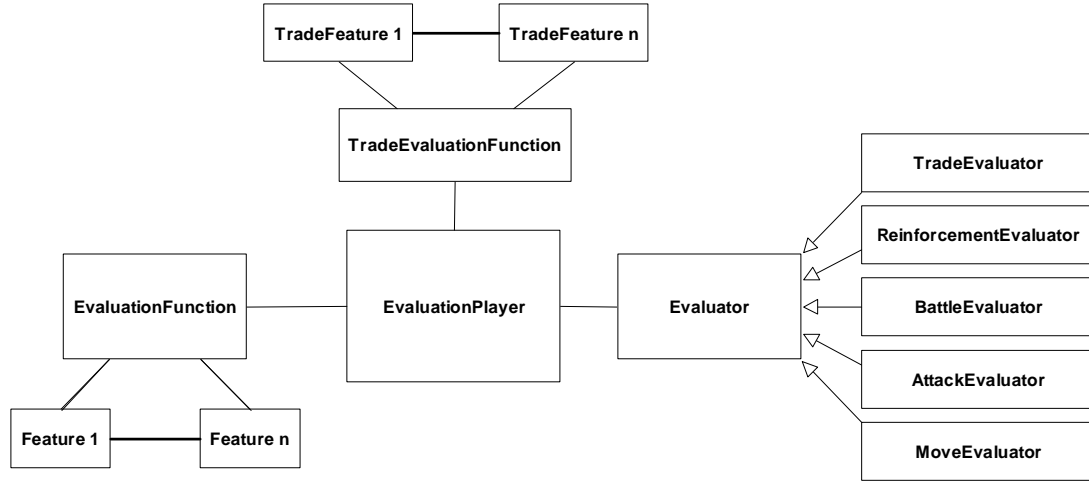 TradeFeature 1
TradeFeature n
TradeEvaluationFunction
TradeEvaluator
ReinforcementEvaluator
EvaluationFunction
EvaluationPlayer
Evaluator
BattleEvaluator
AttackEvaluator
Feature 1
Feature n
MoveEvaluator